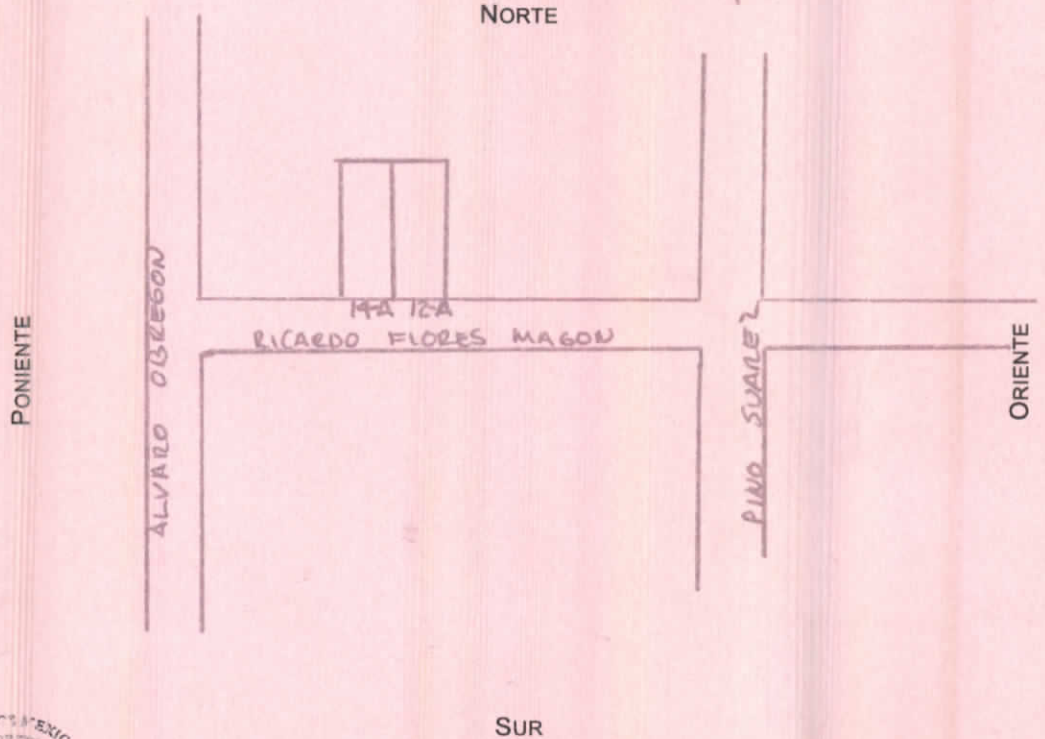 NORTE
PONIENTE
ALVARO OBREGON
14-A 12-A
RICARDO FLORES MAGON
PINO SUAREZ
ORIENTE
SUR